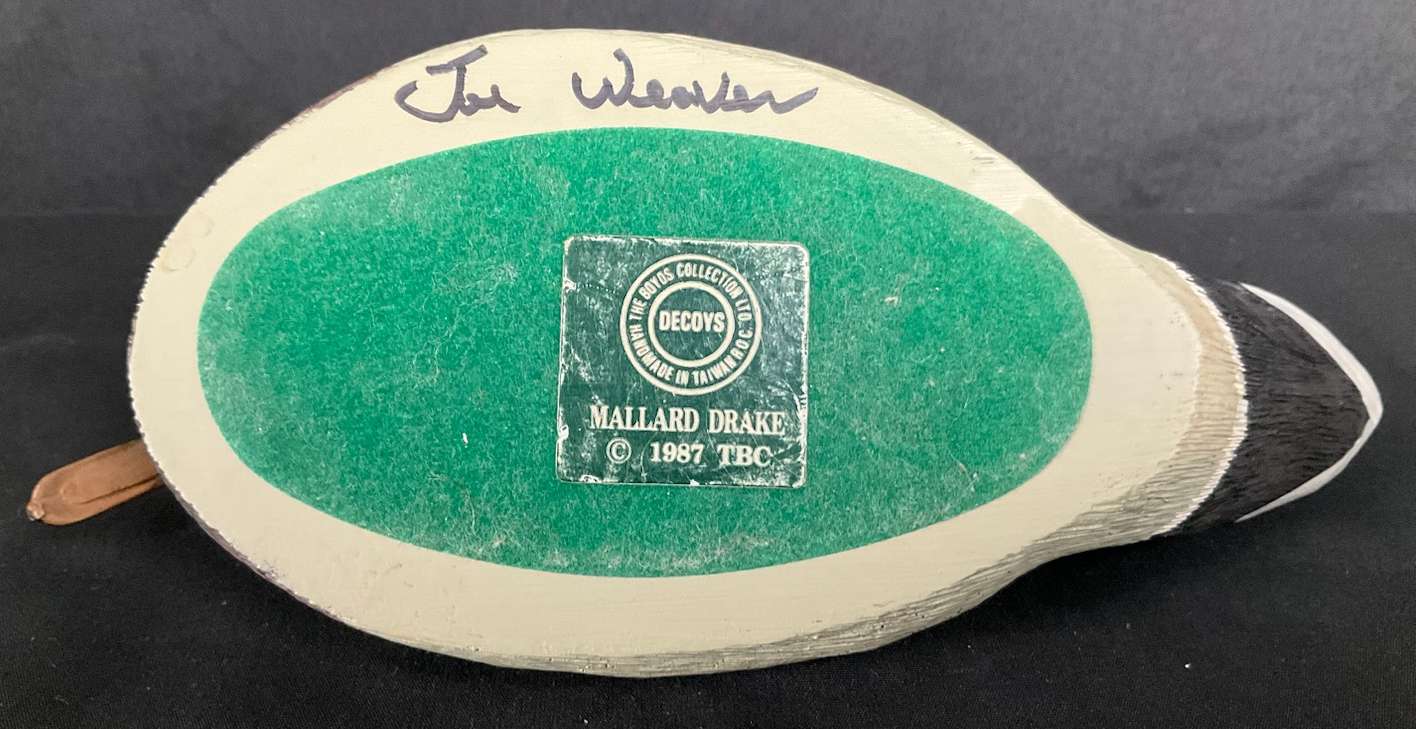 Joe Weaver
THE BOYDS COLLECTION LTD.
DECOYS
HANDMADE IN TAIWAN R.O.C.
MALLARD DRAKE
© 1987 TBC